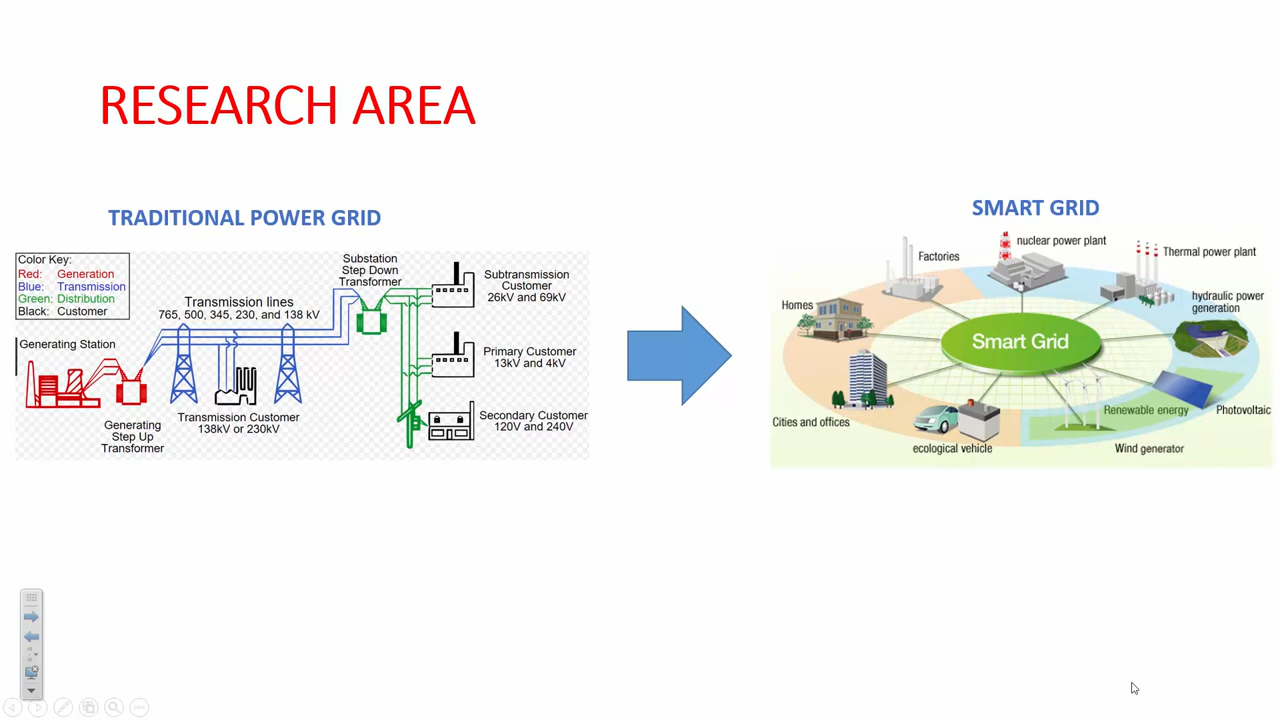 RESEARCH AREA
TRADITIONAL POWER GRID
Color Key:
Red: Generation
Blue: Transmission
Green: Distribution
Black: Customer
Generating Station
Generating
Step Up
Transformer
Transmission lines
765, 500, 345, 230, and 138 kV
Transmission Customer
138kV or 230kV
Substation
Step Down
Transformer
Subtransmission
Customer
26kV and 69kV
Primary Customer
13kV and 4kV
Secondary Customer
120V and 240V
SMART GRID
Factories
nuclear power plant
Thermal power plant
Homes
hydraulic power
generation
Smart Grid
Cities and offices
ecological vehicle
Renewable energy
Photovoltaic
Wind generator